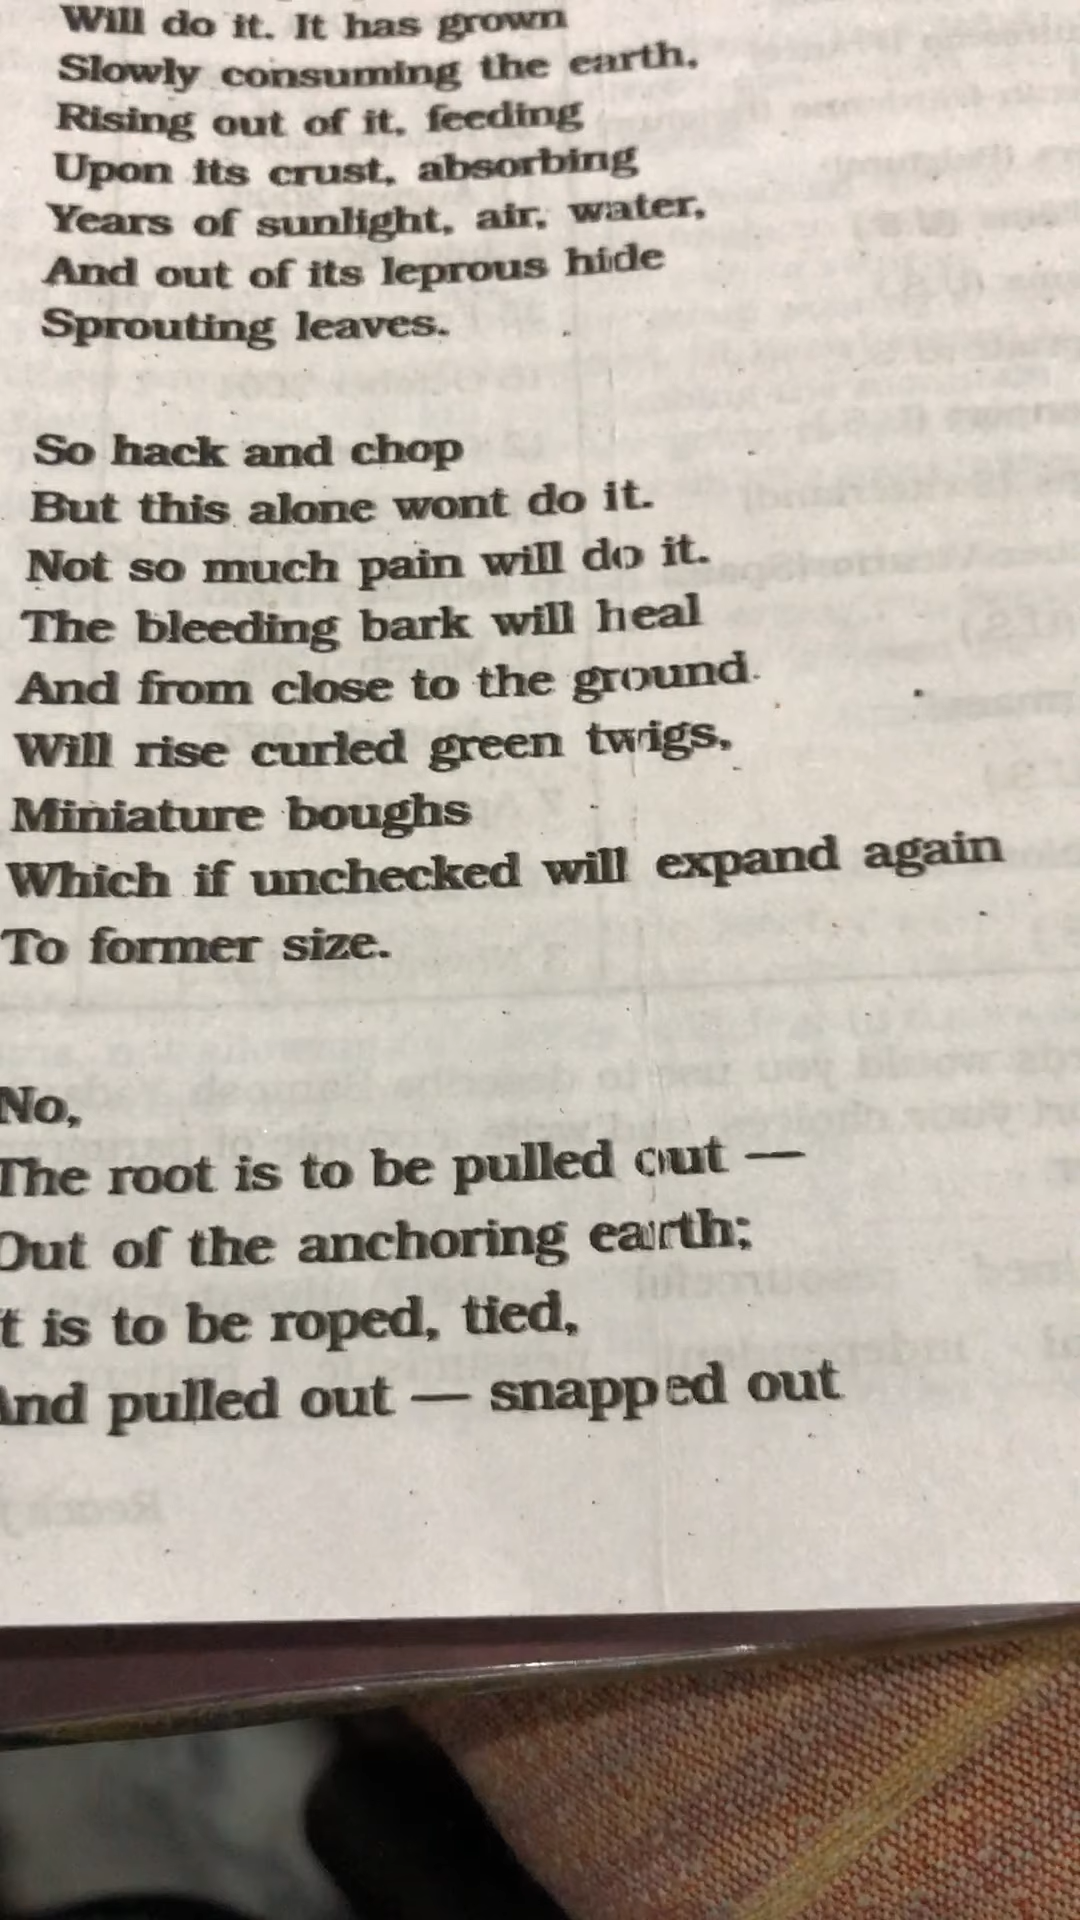 Will do it. It has grown
Slowly consuming the earth,
Rising out of it, feeding
Upon its crust, absorbing
Years of sunlight, air, water,
And out of its leprous hide
Sprouting leaves.
So hack and chop
But this alone wont do it.
Not so much pain will do it.
The bleeding bark will heal
And from close to the ground
Will rise curled green twigs,
Miniature boughs
Which if unchecked will expand again
To former size.
No,
The root is to be pulled out —
Out of the anchoring earth;
t is to be roped, tied,
And pulled out — snapped out